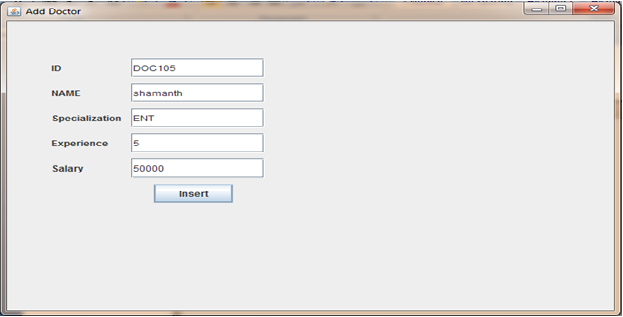 Add Doctor
ID DOC105
NAME shamanth
Specialization ENT
Experience 5
Salary 50000
Insert